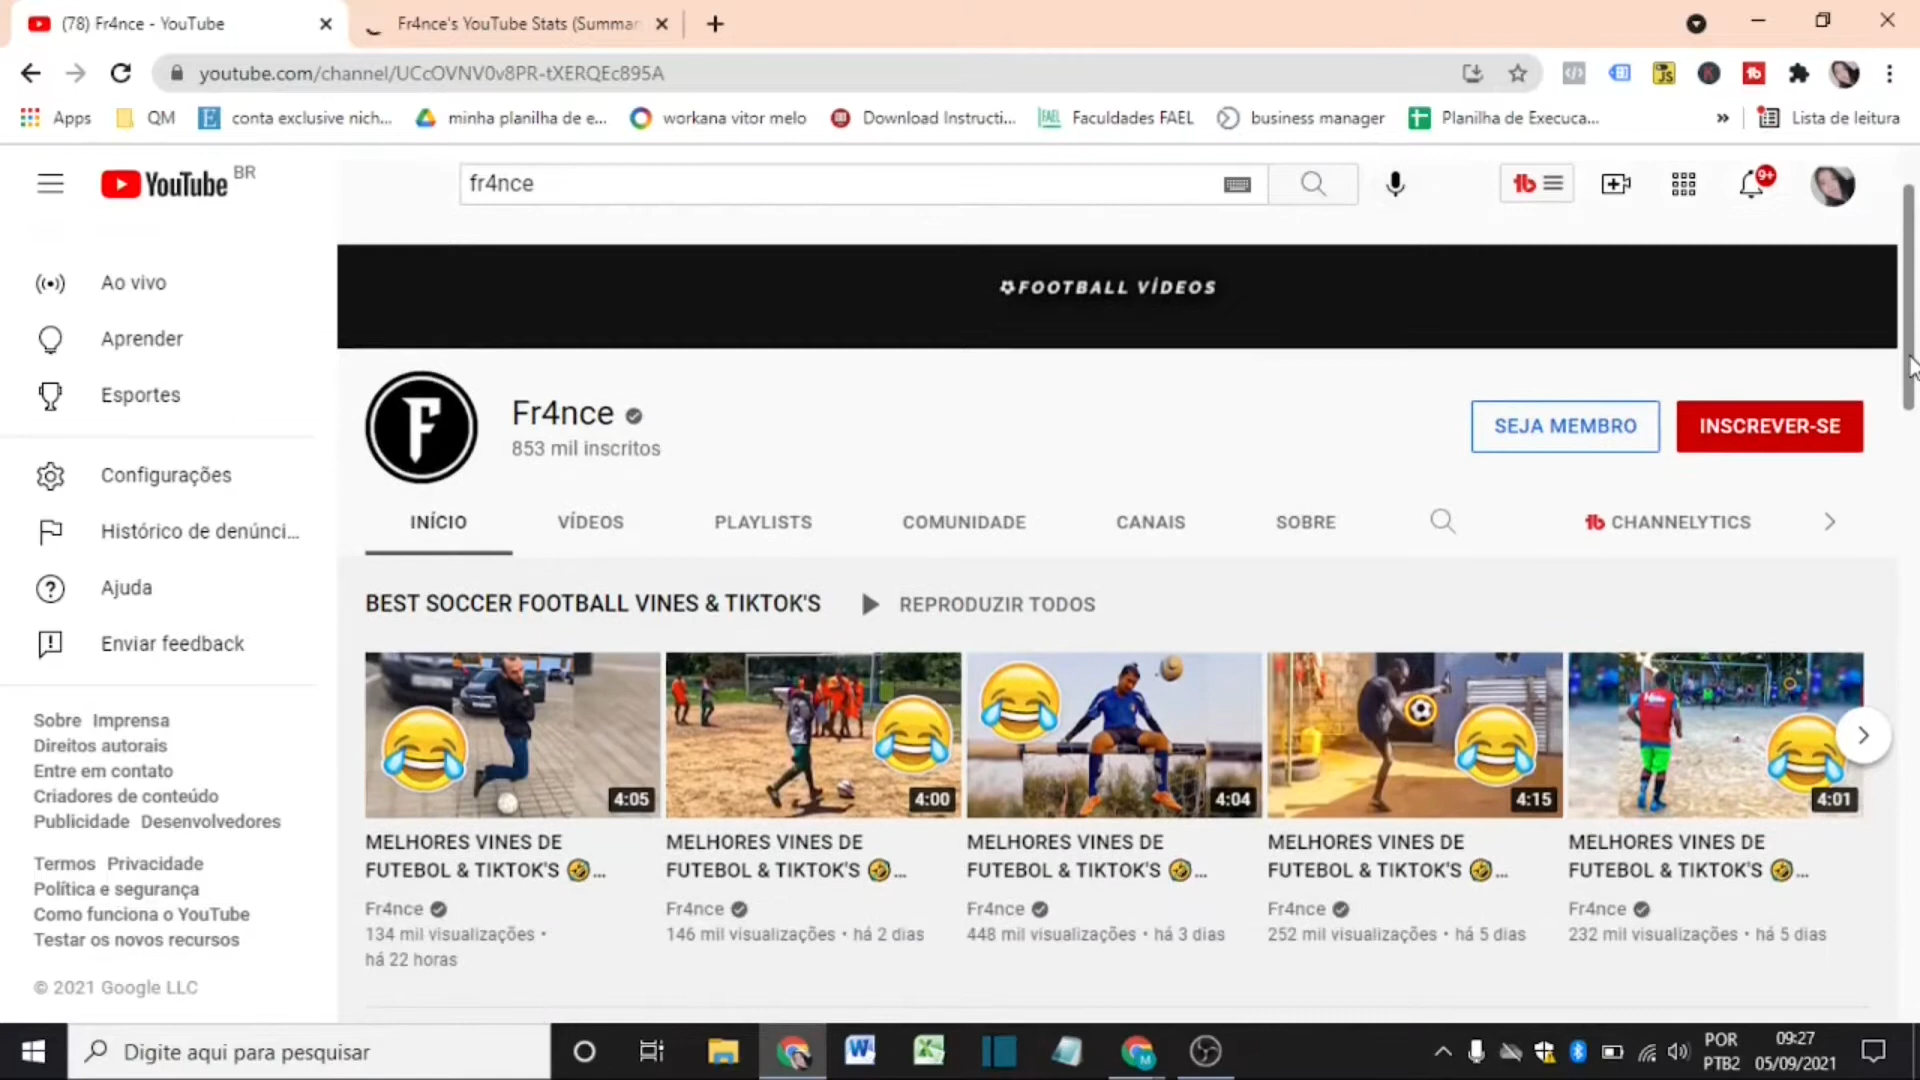 (78) Fr4nce - YouTube
Fr4nce's YouTube Stats (Summar
youtube.com/channel/UCcOVNV0v8PR-tXERQEc895A
Apps
QM
conta exclusive nich...
minha planilha de e...
workana vitor melo
Download Instructi...
Faculdades FAEL
business manager
Planilha de Execuca...
»
Lista de leitura
YouTube BR
fr4nce
9+
Ao vivo
Aprender
Esportes
Configurações
Histórico de denúnci...
Ajuda
Enviar feedback
Sobre Imprensa
Direitos autorais
Entre em contato
Criadores de conteúdo
Publicidade Desenvolvedores
Termos Privacidade
Política e segurança
Como funciona o YouTube
Testar os novos recursos
© 2021 Google LLC
FOOTBALL VÍDEOS
Fr4nce
853 mil inscritos
SEJA MEMBRO
INSCREVER-SE
INÍCIO
VÍDEOS
PLAYLISTS
COMUNIDADE
CANAIS
SOBRE
CHANNELYTICS
BEST SOCCER FOOTBALL VINES & TIKTOK'S
REPRODUZIR TODOS
4:05
4:00
4:04
4:15
4:01
MELHORES VINES DE
FUTEBOL & TIKTOK'S 🤣...
Fr4nce
134 mil visualizações •
há 22 horas
MELHORES VINES DE
FUTEBOL & TIKTOK'S 🤣...
Fr4nce
146 mil visualizações • há 2 dias
MELHORES VINES DE
FUTEBOL & TIKTOK'S 🤣...
Fr4nce
448 mil visualizações • há 3 dias
MELHORES VINES DE
FUTEBOL & TIKTOK'S 🤣...
Fr4nce
252 mil visualizações • há 5 dias
MELHORES VINES DE
FUTEBOL & TIKTOK'S 🤣...
Fr4nce
232 mil visualizações • há 5 dias
Digite aqui para pesquisar
POR
PTB2
09:27
05/09/2021